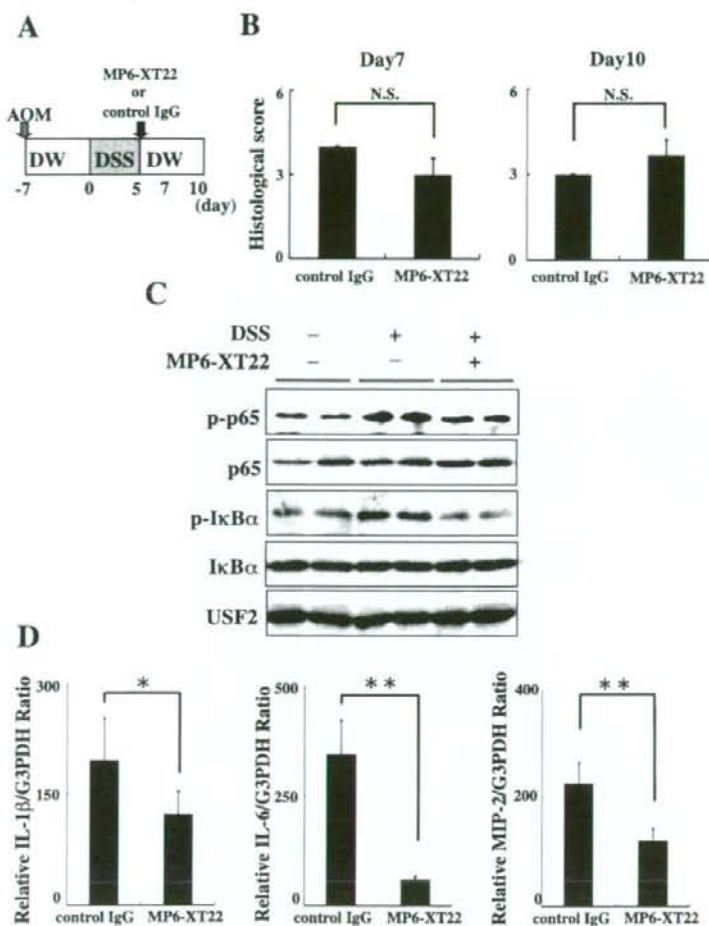 A
MP6-XT22
or
control IgG
AOM
DW DSS DW
-7 0 5 7 10
(day)
B
Day7
Histological score
6
3
0
N.S.
control IgG MP6-XT22
Day10
6
3
0
N.S.
control IgG MP6-XT22
C
DSS − + +
MP6-XT22 − − +
p-p65
p65
p-IκBα
IκBα
USF2
D
Relative IL-1β/G3PDH Ratio
300
150
0
*
control IgG MP6-XT22
Relative IL-6/G3PDH Ratio
500
250
0
**
control IgG MP6-XT22
Relative MIP-2/G3PDH Ratio
400
200
0
**
control IgG MP6-XT22